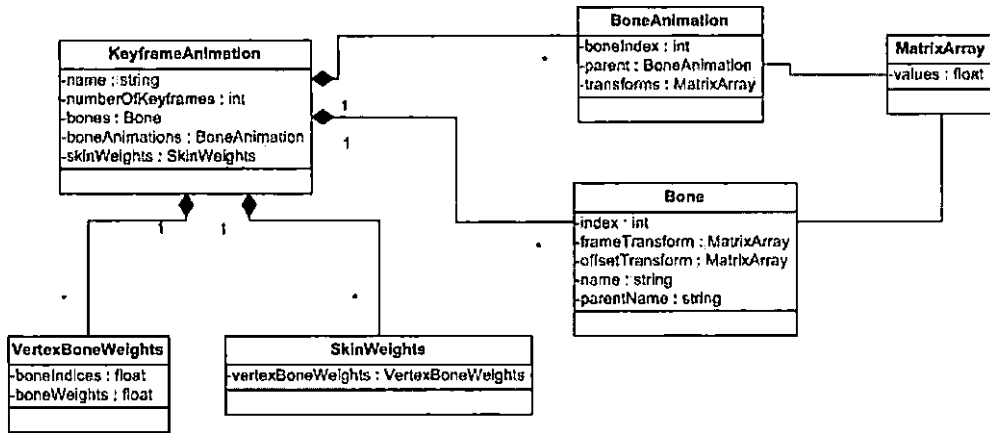 KeyframeAnimation
-name : string
-numberOfKeyframes : int
-bones : Bone
-boneAnimations : BoneAnimation
-skinWeights : SkinWeights
BoneAnimation
-boneIndex : int
-parent : BoneAnimation
-transforms : MatrixArray
MatrixArray
-values : float
*
1
1
Bone
-index : int
-frameTransform : MatrixArray
-offsetTransform : MatrixArray
-name : string
-parentName : string
*
1
1
*
*
VertexBoneWeights
-boneIndices : float
-boneWeights : float
SkinWeights
-vertexBoneWeights : VertexBoneWeights